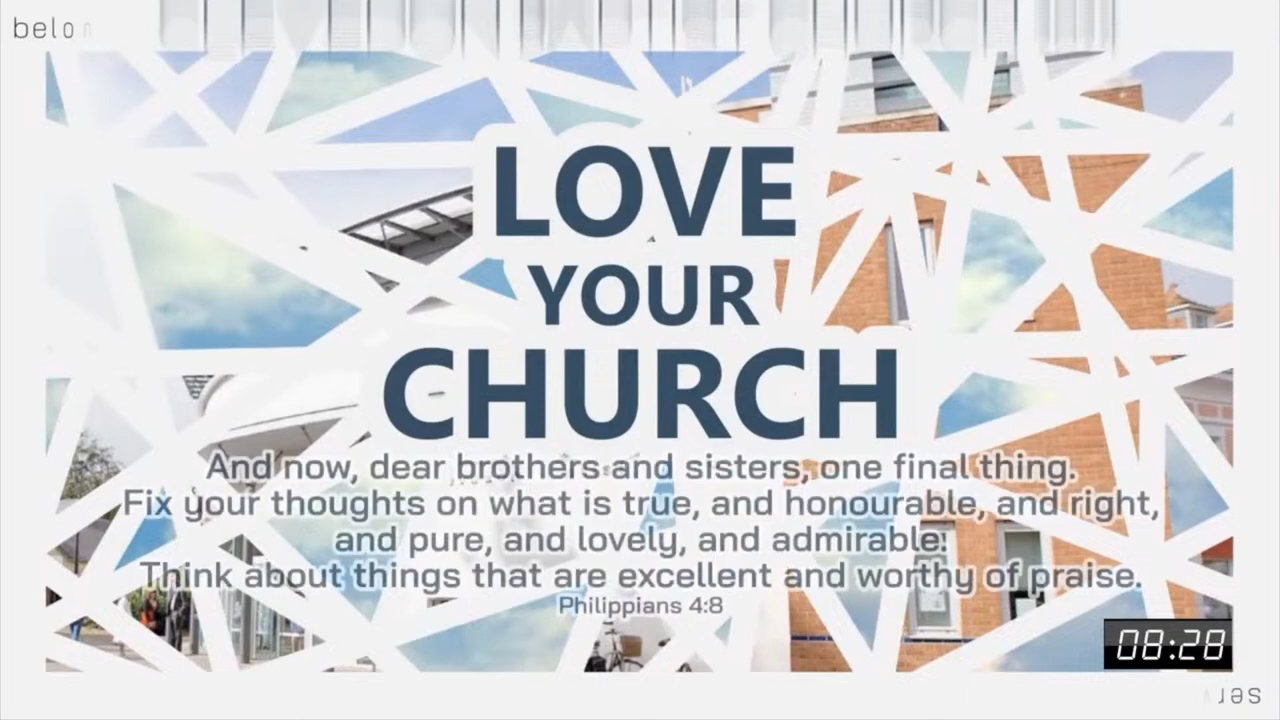 belo
LOVE
YOUR
CHURCH
And now, dear brothers and sisters, one final thing.
Fix your thoughts on what is true, and honourable, and right,
and pure, and lovely, and admirable.
Think about things that are excellent and worthy of praise.
Philippians 4:8
08:28